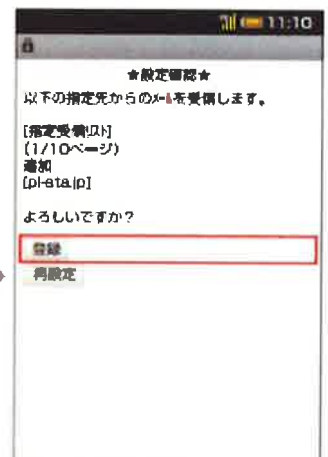 11:10
★設定確認★
以下の指定先からのメールを受信します。
[指定受信リスト]
(1/10ページ)
追加
[pl-sta.jp]
よろしいですか?
登録
再設定